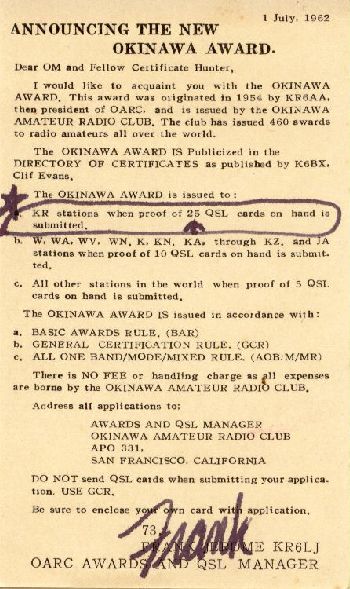 1 July, 1962
ANNOUNCING THE NEW
OKINAWA AWARD.
Dear OM and Fellow Certificate Hunter,
I would like to acquaint you with the OKINAWA
AWARD. This award was originated in 1954 by KR6AA,
then president of OARC, and is issued by the OKINAWA
AMATEUR RADIO CLUB. The club has issued 460 awards
to radio amateurs all over the world.
The OKINAWA AWARD IS Publicized in the
DIRECTORY OF CERTIFICATES as published by K6BX,
Clif Evans.
The OKINAWA AWARD is issued to:
a. KR stations when proof of 25 QSL cards on hand is
submitted.
b. W, WA, WV, WN, K, KN, KA, through KZ, and JA
stations when proof of 10 QSL cards on hand is submit-
ted.
c. All other stations in the world when proof of 5 QSL
cards on hand is submitted.
The OKINAWA AWARD IS issued in accordance with:
a. BASIC AWARDS RULE, (BAR)
b. GENERAL CERTIFICATION RULE. (GCR)
c. ALL ONE BAND/MODE/MIXED RULE. (AOB/M/MR)
There is NO FEE or handling charge as all expenses
are borne by the OKINAWA AMATEUR RADIO CLUB.
Address all applications to;
AWARDS AND QSL MANAGER
OKINAWA AMATEUR RADIO CLUB
APO 331,
SAN FRANCISCO, CALIFORNIA
DO NOT send QSL cards when submitting your applica-
tion. USE GCR.
Be sure to enclose your own card with application.
73
Frank
FRANK JEROME KR6LJ
OARC AWARDS AND QSL MANAGER